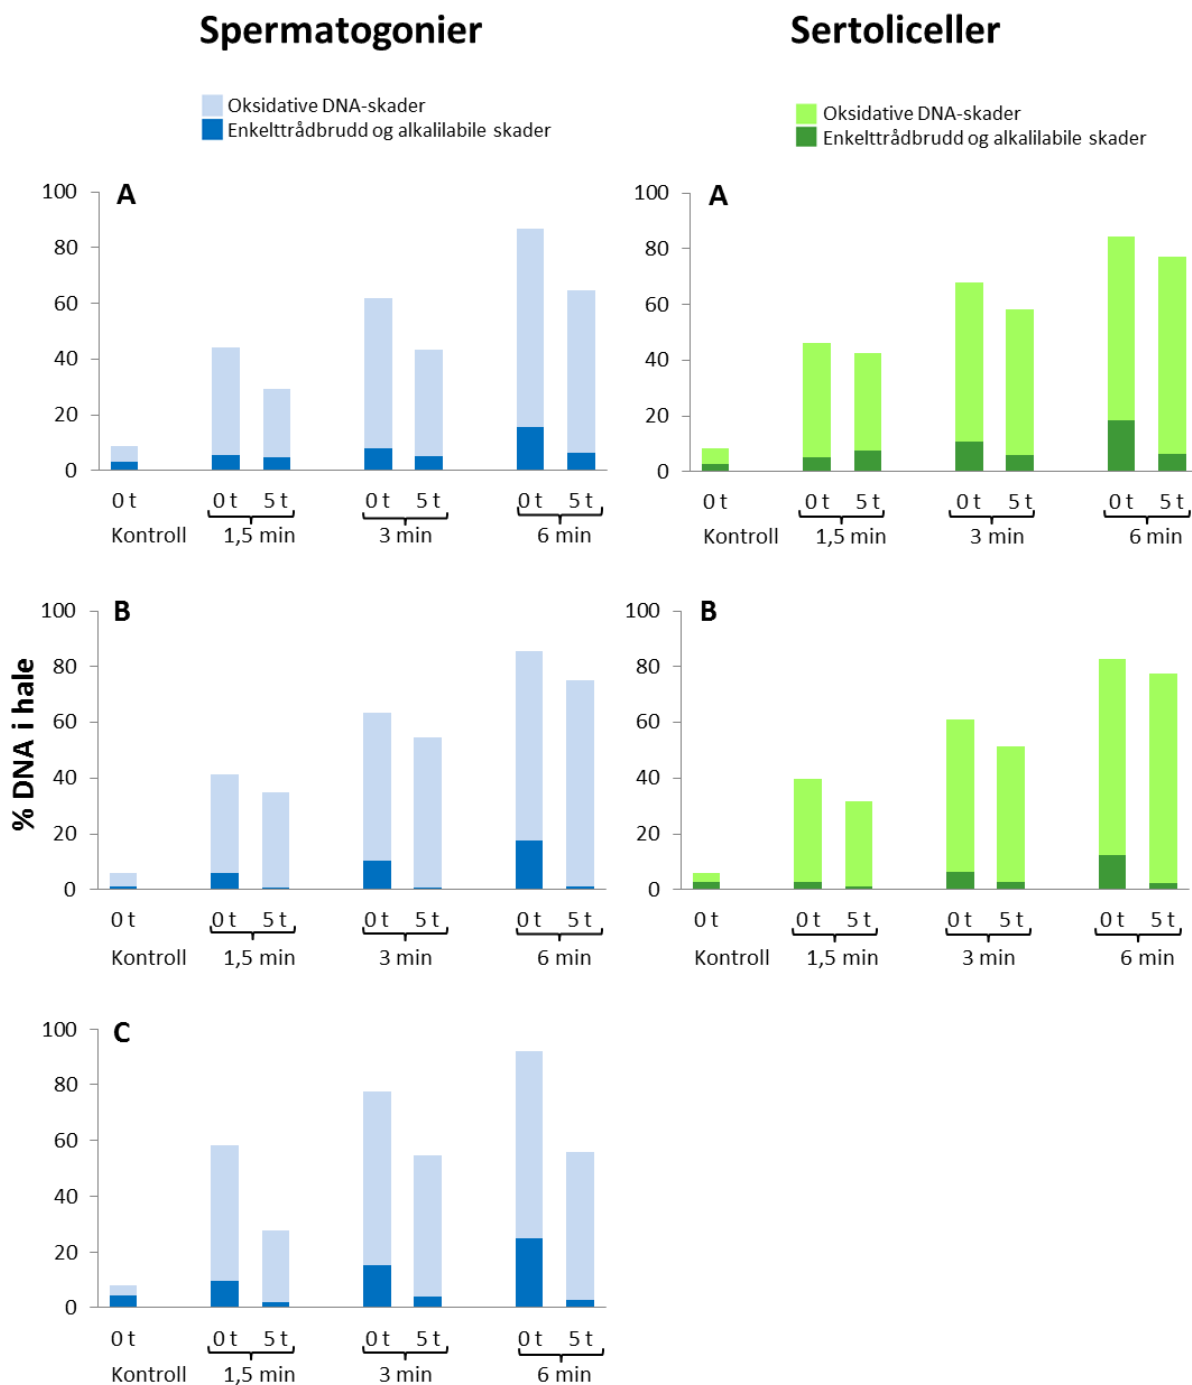 Spermatogonier
Oksidative DNA-skader
Enkelttrådbrudd og alkalilabile skader
Sertoliceller
Oksidative DNA-skader
Enkelttrådbrudd og alkalilabile skader
% DNA i hale
A
100
80
60
40
20
0
0 t 0 t 5 t 0 t 5 t 0 t 5 t
Kontroll 1,5 min 3 min 6 min
A
100
80
60
40
20
0
0 t 0 t 5 t 0 t 5 t 0 t 5 t
Kontroll 1,5 min 3 min 6 min
B
100
80
60
40
20
0
0 t 0 t 5 t 0 t 5 t 0 t 5 t
Kontroll 1,5 min 3 min 6 min
B
100
80
60
40
20
0
0 t 0 t 5 t 0 t 5 t 0 t 5 t
Kontroll 1,5 min 3 min 6 min
C
100
80
60
40
20
0
0 t 0 t 5 t 0 t 5 t 0 t 5 t
Kontroll 1,5 min 3 min 6 min